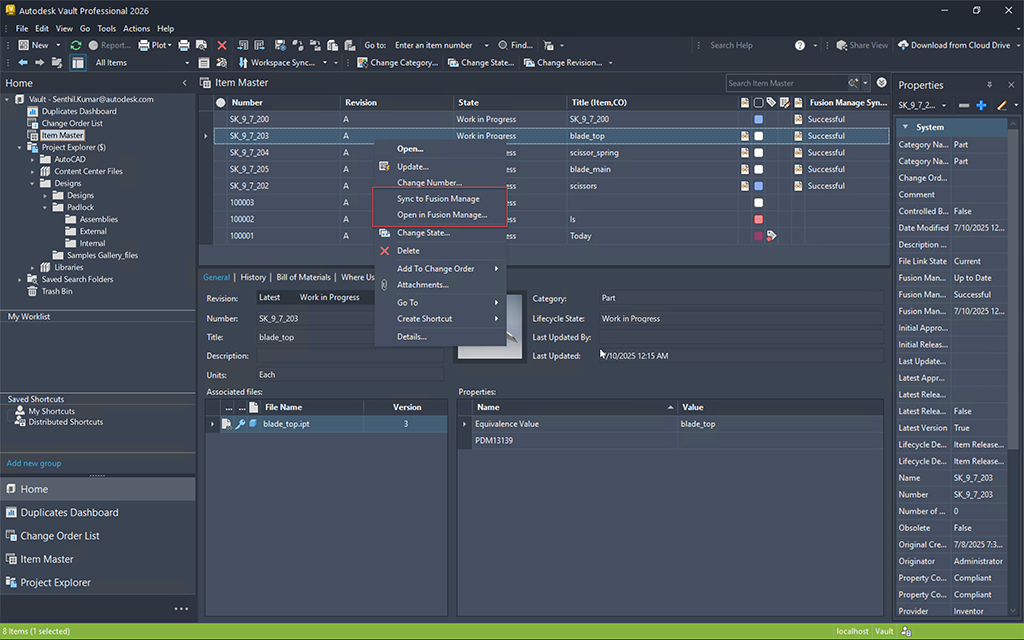 Autodesk Vault Professional 2026
File Edit View Go Tools Actions Help
New Report... Plot Go to: Enter an item number Find... Search Help Share View Download from Cloud Drive
All Items Workspace Sync... Change Category... Change State... Change Revision...
Home
Vault - Senthil.Kumar@autodesk.com
Duplicates Dashboard
Change Order List
Item Master
Project Explorer ($)
AutoCAD
Content Center Files
Designs
Designs
Padlock
Assemblies
External
Internal
Samples Gallery_files
Libraries
Saved Search Folders
Trash Bin
My Worklist
Saved Shortcuts
My Shortcuts
Distributed Shortcuts
Add new group
Home
Duplicates Dashboard
Change Order List
Item Master
Project Explorer
Item Master
Search Item Master
Number Revision State Title (Item,CO) Fusion Manage Syn...
SK_9_7_200 A Work in Progress SK_9_7_200 Successful
SK_9_7_203 A Work in Progress blade_top Successful
SK_9_7_204 A ess scissor_spring Successful
SK_9_7_205 A ess blade_main Successful
SK_9_7_202 A ess scissors Successful
100003 A ess
100002 A ess ls
100001 A ess Today
Open...
Update...
Change Number...
Sync to Fusion Manage
Open in Fusion Manage...
Change State...
Delete
Add To Change Order
Attachments...
Go To
Create Shortcut
Details...
General History Bill of Materials Where Us
Revision: Latest Work in Progress
Number: SK_9_7_203
Title: blade_top
Description:
Units: Each
Category: Part
Lifecycle State: Work in Progress
Last Updated By:
Last Updated: /10/2025 12:15 AM
Associated files:
... ... File Name Version
blade_top.ipt 3
Properties:
Name Value
Equivalence Value blade_top
PDM13139
Properties
SK_9_7_2...
System
Category Na... Part
Category Na... Part
Change Ord...
Comment
Controlled B... False
Date Modified 7/10/2025 12...
Description ...
File Link State Current
Fusion Man... Up to Date
Fusion Man... Successful
Fusion Man... 7/10/2025 12...
Initial Appro...
Initial Releas...
Last Update...
Latest Appr...
Latest Relea...
Latest Relea... False
Latest Version True
Lifecycle De... Item Release...
Lifecycle De... Item Release...
Name SK_9_7_203
Number SK_9_7_203
Number of ... 0
Obsolete False
Original Cre... 7/8/2025 7:3...
Originator Administrator
Property Co... Compliant
Property Co... Compliant
Provider Inventor
8 Items (1 selected) localhost Vault